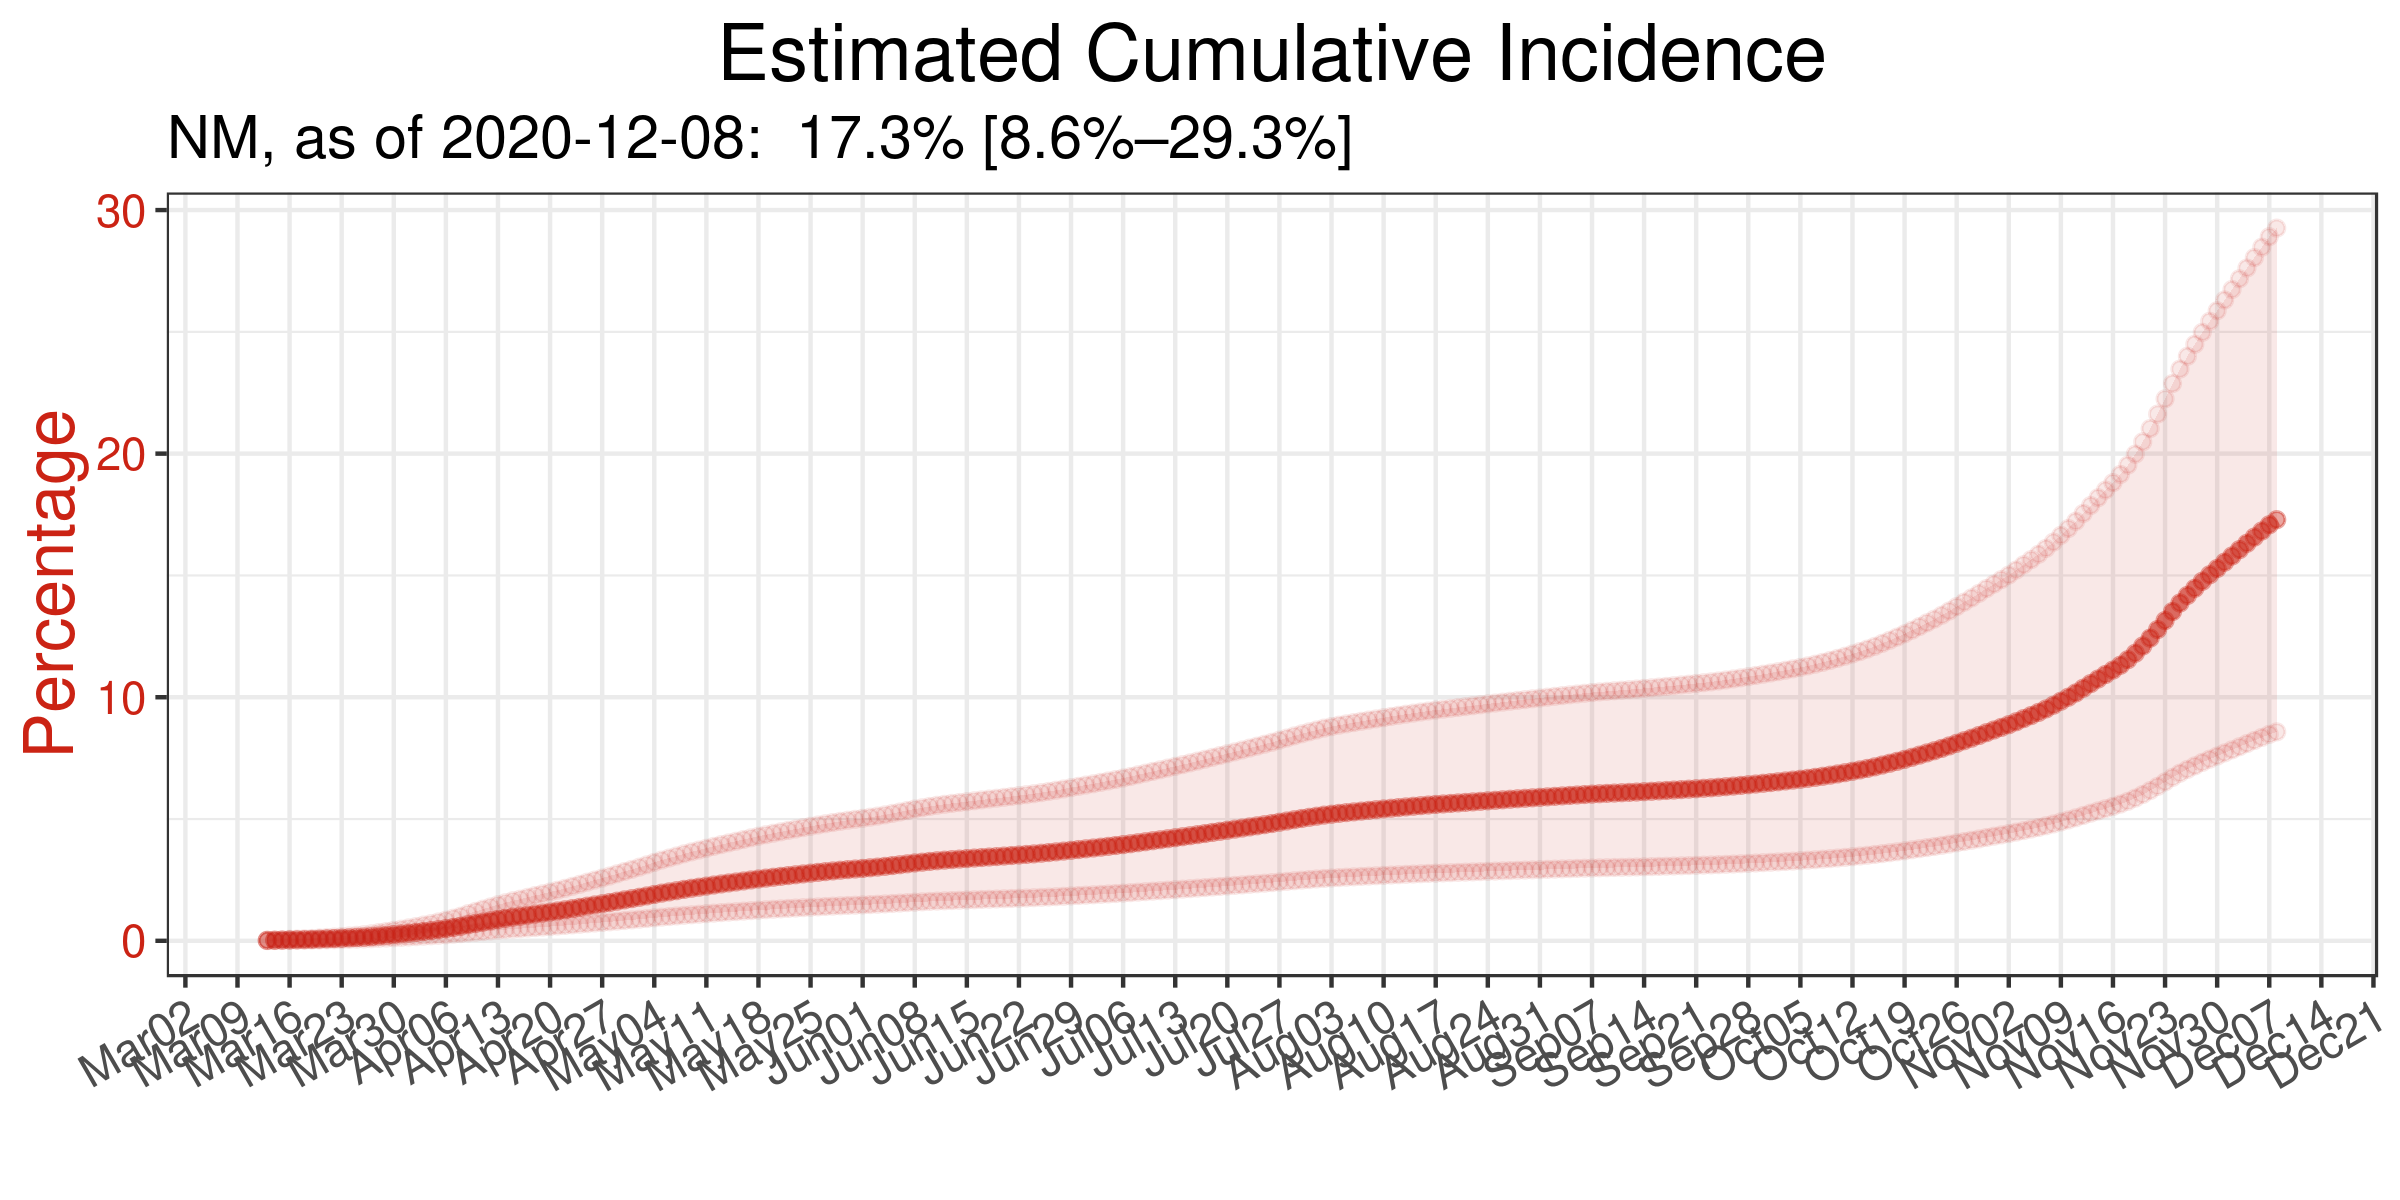 Estimated Cumulative Incidence
NM, as of 2020-12-08:  17.3% [8.6%–29.3%]
Percentage
30
20
10
0
Mar02
Mar09
Mar16
Mar23
Mar30
Apr06
Apr13
Apr20
Apr27
May04
May11
May18
May25
Jun01
Jun08
Jun15
Jun22
Jun29
Jul06
Jul13
Jul20
Jul27
Aug03
Aug10
Aug17
Aug24
Aug31
Sep07
Sep14
Sep21
Sep28
Oct05
Oct12
Oct19
Oct26
Nov02
Nov09
Nov16
Nov23
Nov30
Dec07
Dec14
Dec21